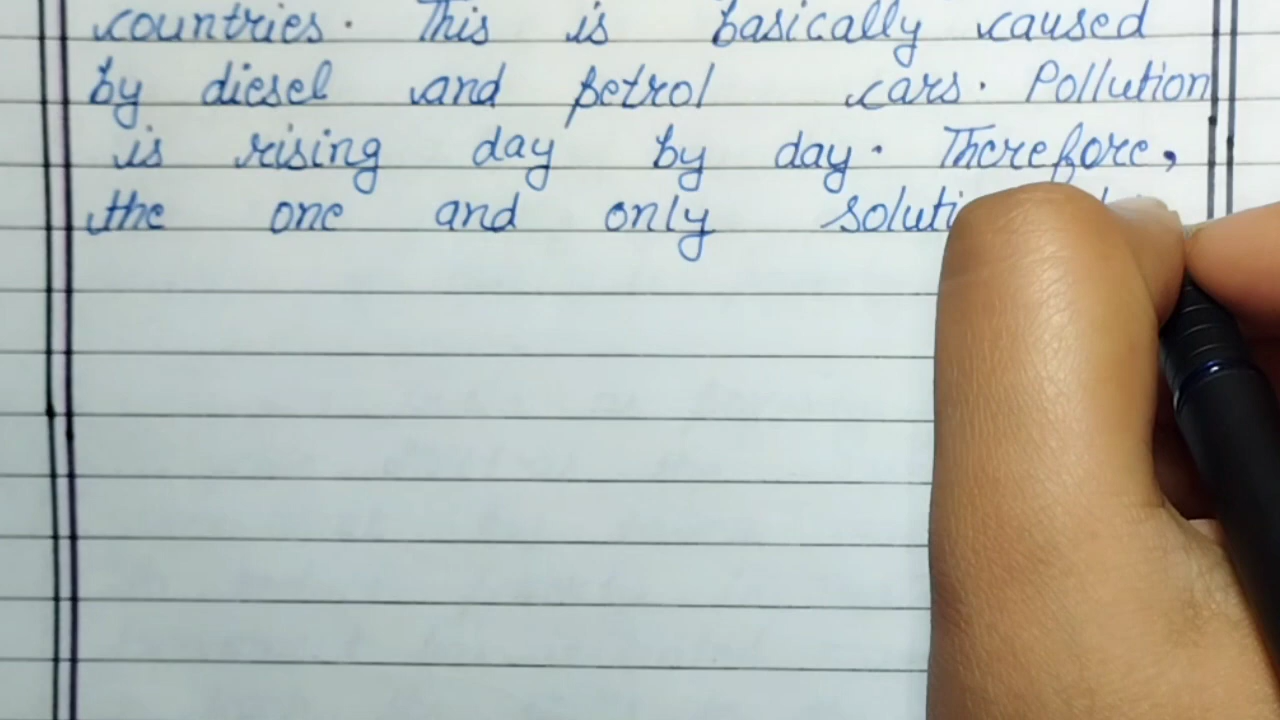 countries. This is basically caused
by diesel and petrol cars. Pollution
is rising day by day. Therefore,
the one and only